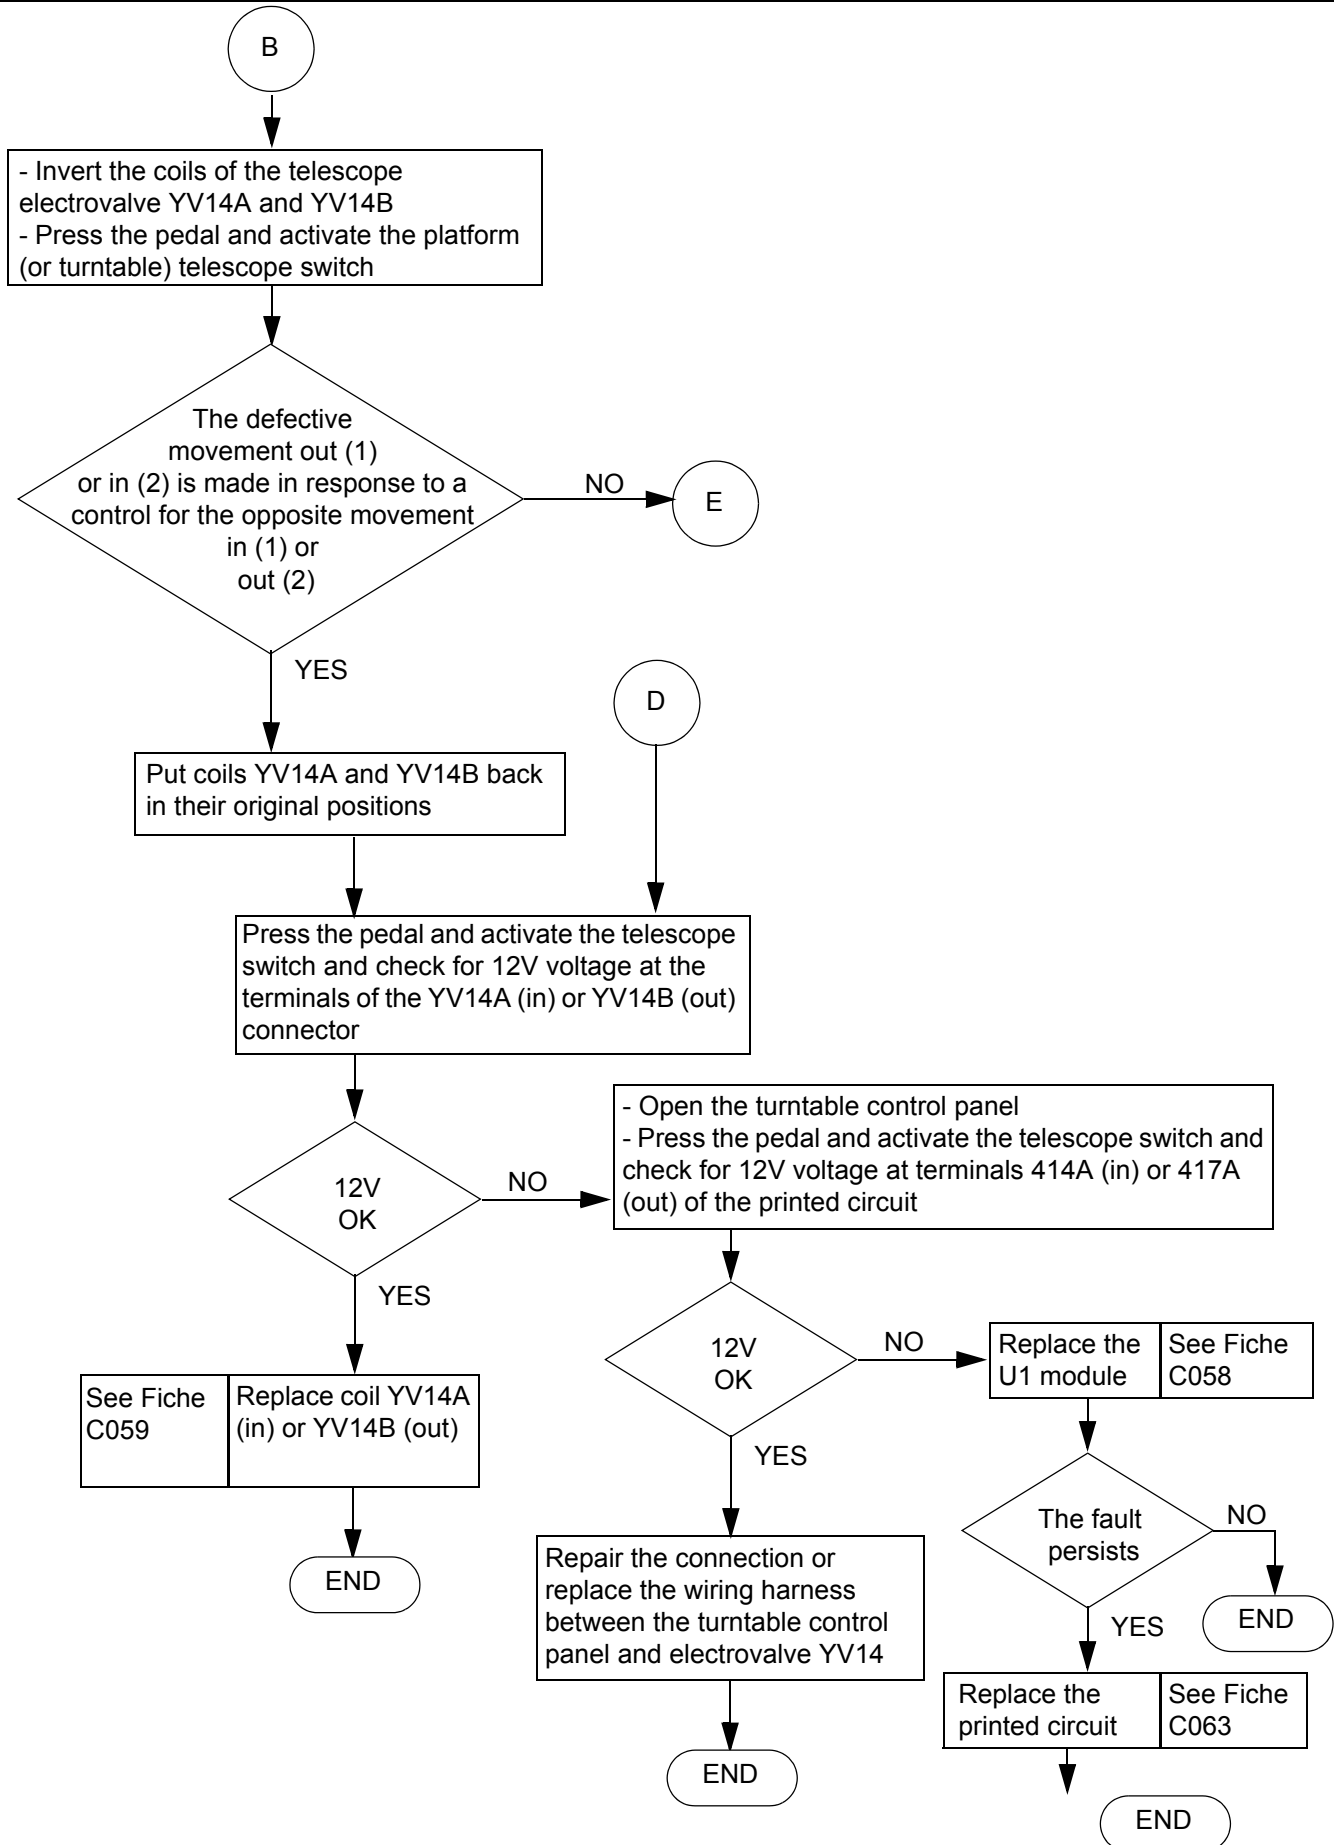 B
- Invert the coils of the telescope
electrovalve YV14A and YV14B
- Press the pedal and activate the platform
(or turntable) telescope switch
The defective
movement out (1)
or in (2) is made in response to a
control for the opposite movement
in (1) or
out (2)
NO
E
YES
D
Put coils YV14A and YV14B back
in their original positions
Press the pedal and activate the telescope
switch and check for 12V voltage at the
terminals of the YV14A (in) or YV14B (out)
connector
- Open the turntable control panel
- Press the pedal and activate the telescope switch and
check for 12V voltage at terminals 414A (in) or 417A
(out) of the printed circuit
12V
OK
NO
YES
See Fiche
C059
Replace coil YV14A
(in) or YV14B (out)
END
12V
OK
NO
YES
Replace the
U1 module
See Fiche
C058
The fault
persists
NO
END
YES
Repair the connection or
replace the wiring harness
between the turntable control
panel and electrovalve YV14
END
Replace the
printed circuit
See Fiche
C063
END